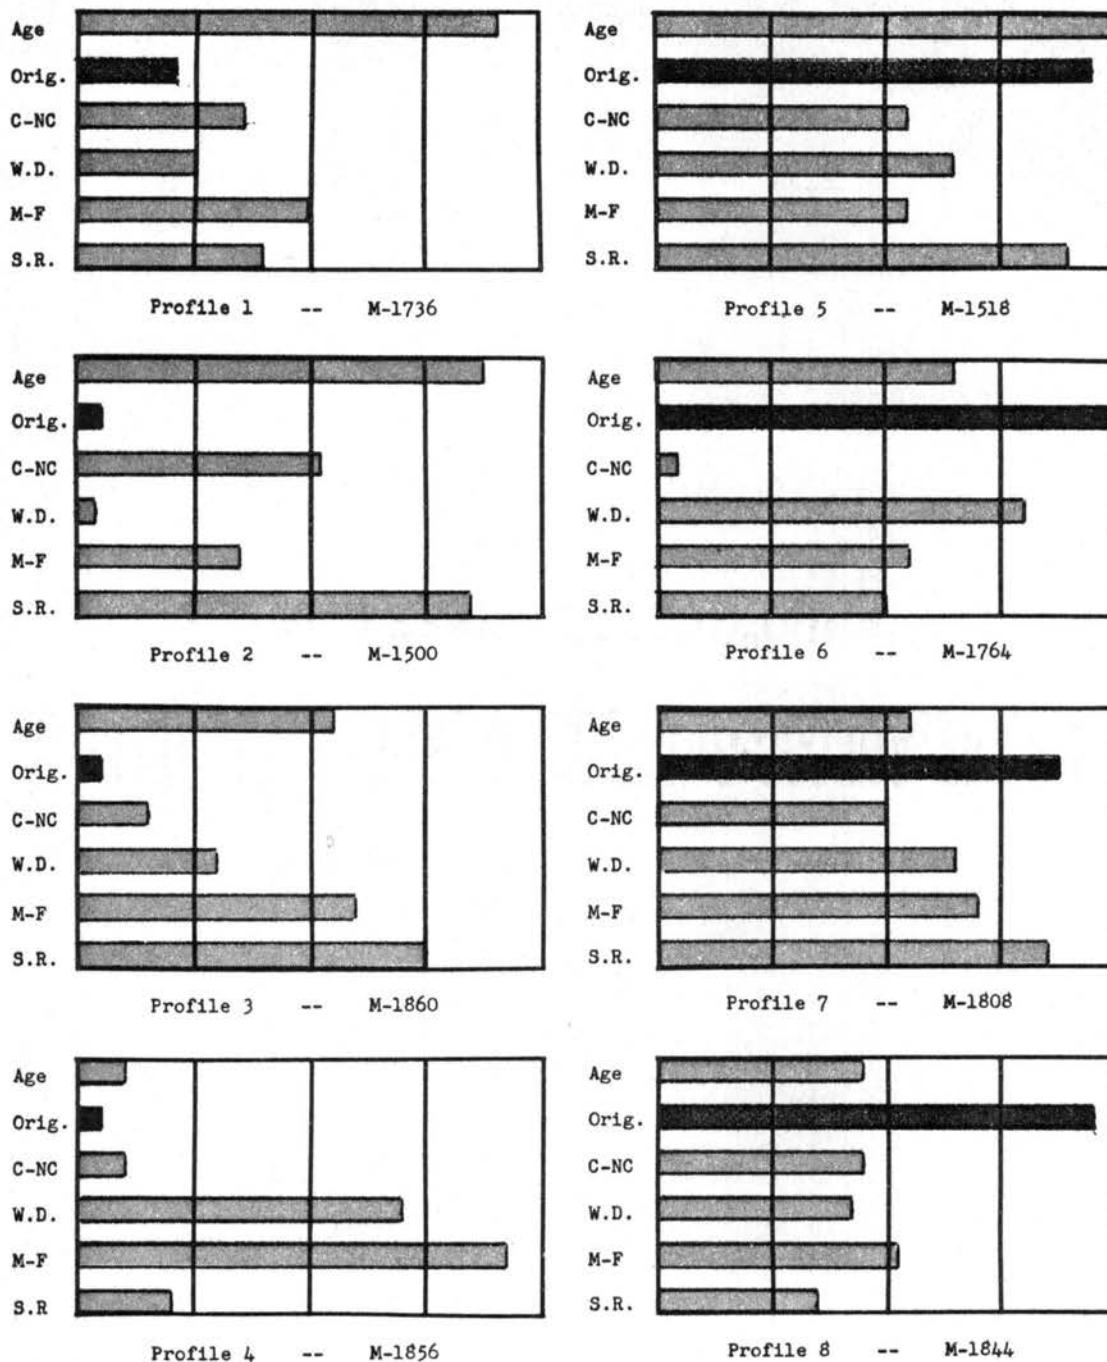 Age
Orig.
C-NC
W.D.
M-F
S.R.
Profile 1 -- M-1736
Age
Orig.
C-NC
W.D.
M-F
S.R.
Profile 5 -- M-1518
Age
Orig.
C-NC
W.D.
M-F
S.R.
Profile 2 -- M-1500
Age
Orig.
C-NC
W.D.
M-F
S.R.
Profile 6 -- M-1764
Age
Orig.
C-NC
W.D.
M-F
S.R.
Profile 3 -- M-1860
Age
Orig.
C-NC
W.D.
M-F
S.R.
Profile 7 -- M-1808
Age
Orig.
C-NC
W.D.
M-F
S.R
Profile 4 -- M-1856
Age
Orig.
C-NC
W.D.
M-F
S.R.
Profile 8 -- M-1844